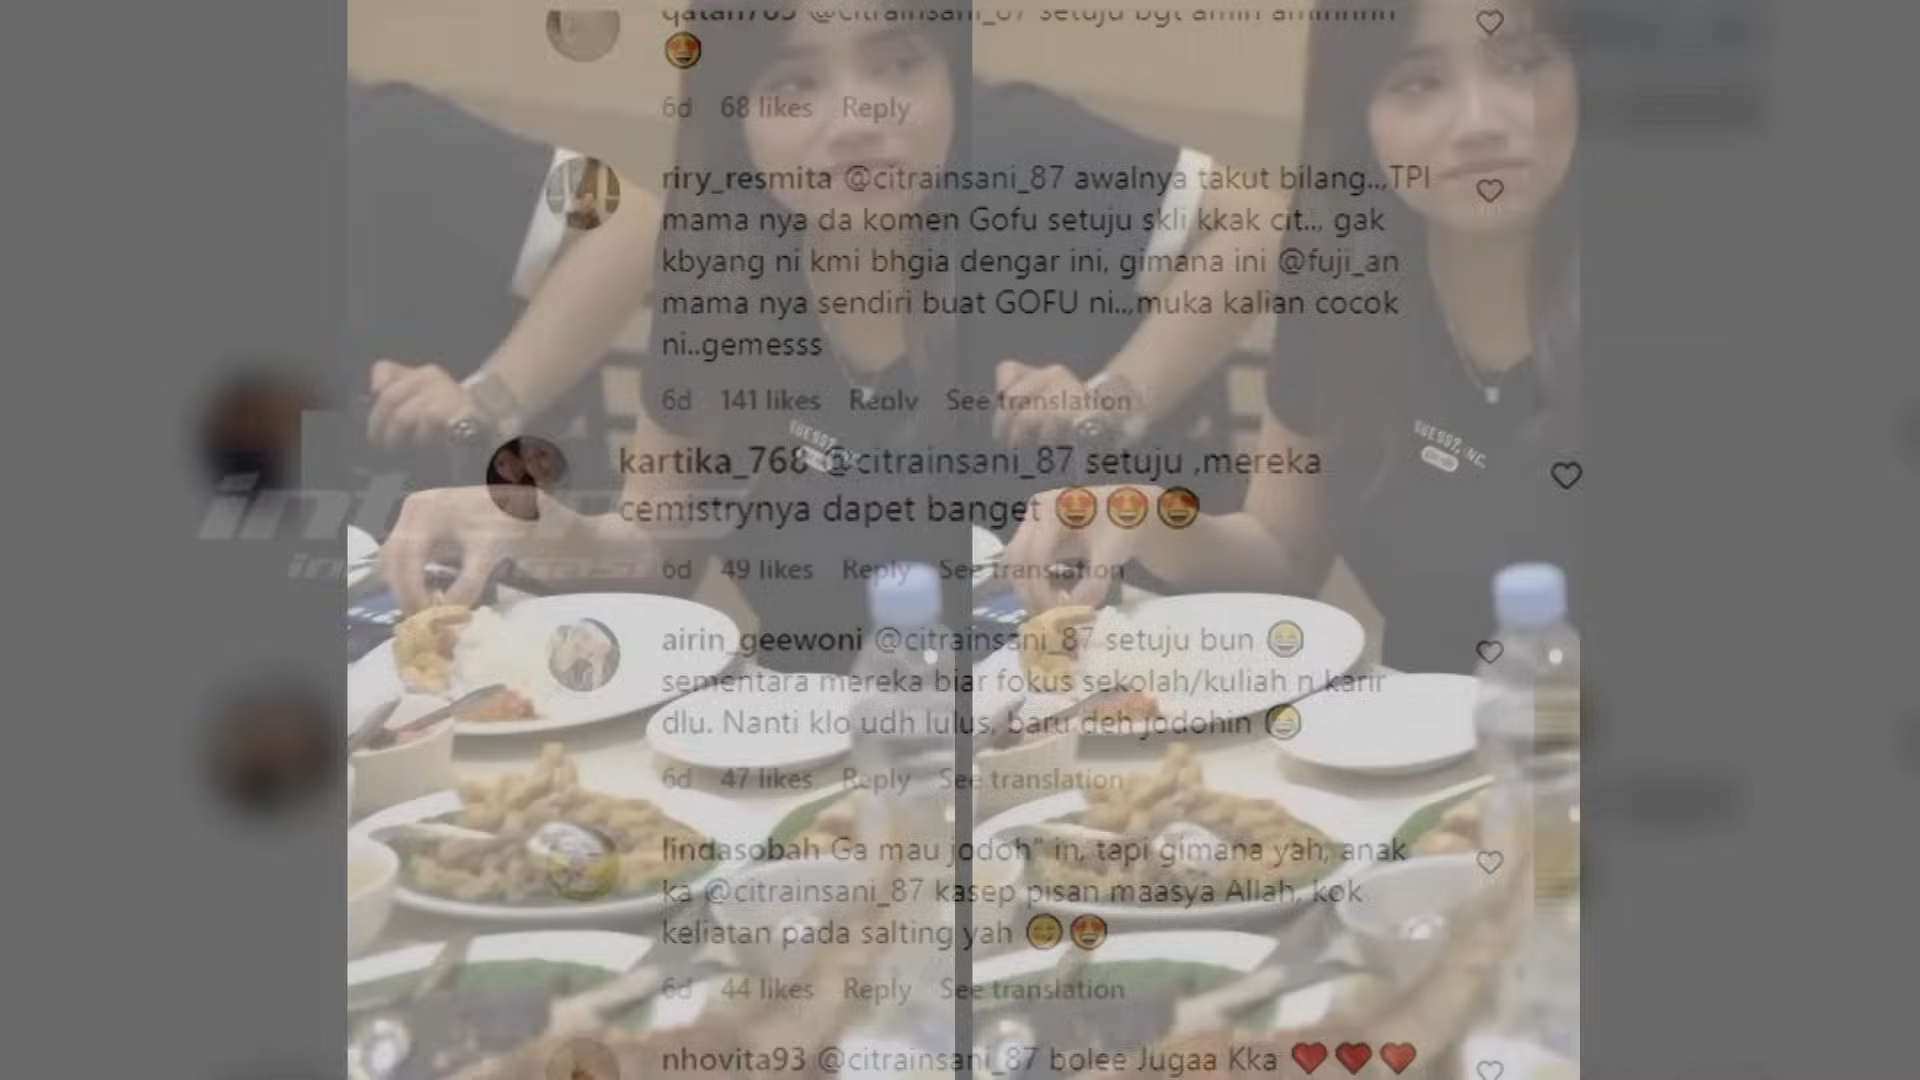 @citrainsani_87 setuju bgt amin aminnnnn 😍
6d 68 likes Reply
riry_resmita @citrainsani_87 awalnya takut bilang..,TPI
mama nya da komen Gofu setuju skli kkak cit.., gak
kbyang ni kmi bhgia dengar ini, gimana ini @fuji_an
mama nya sendiri buat GOFU ni..,muka kalian cocok
ni..gemesss
6d 141 likes Reply See translation
kartika_768 @citrainsani_87 setuju ,mereka
cemistrynya dapet banget 😍😍😍
6d 49 likes Reply See translation
airin_geewoni @citrainsani_87 setuju bun 😂
sementara mereka biar fokus sekolah/kuliah n karir
dlu. Nanti klo udh lulus, baru deh jodohin 😂
6d 47 likes Reply See translation
lindasobah Ga mau jodoh" in, tapi gimana yah, anak
ka @citrainsani_87 kasep pisan maasya Allah, kok
keliatan pada salting yah 😊😍
6d 44 likes Reply See translation
nhovita93 @citrainsani_87 bolee Jugaa Kka ❤❤❤
intens